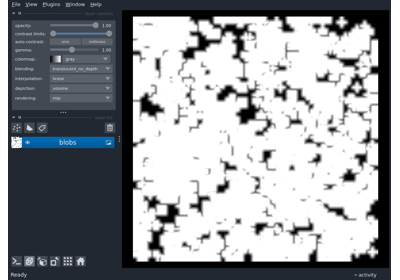 File View Plugins Window Help
opacity: 1.00
contrast limits:
auto-contrast: once continuous
gamma: 1.00
colormap: gray
blending: translucent_no_depth
interpolation: linear
depiction: volume
rendering: mip
blobs
Ready
activity